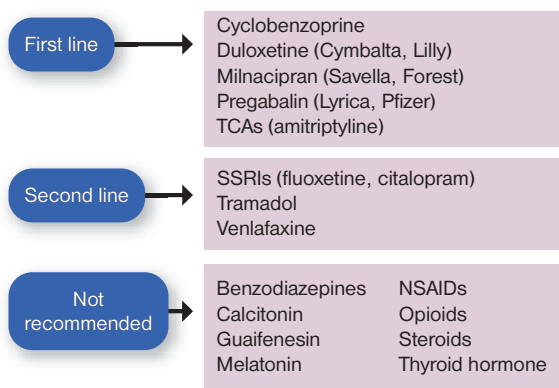 First line
Cyclobenzoprine
Duloxetine (Cymbalta, Lilly)
Milnacipran (Savella, Forest)
Pregabalin (Lyrica, Pfizer)
TCAs (amitriptyline)
Second line
SSRIs (fluoxetine, citalopram)
Tramadol
Venlafaxine
Not
recommended
Benzodiazepines
Calcitonin
Guaifenesin
Melatonin
NSAIDs
Opioids
Steroids
Thyroid hormone